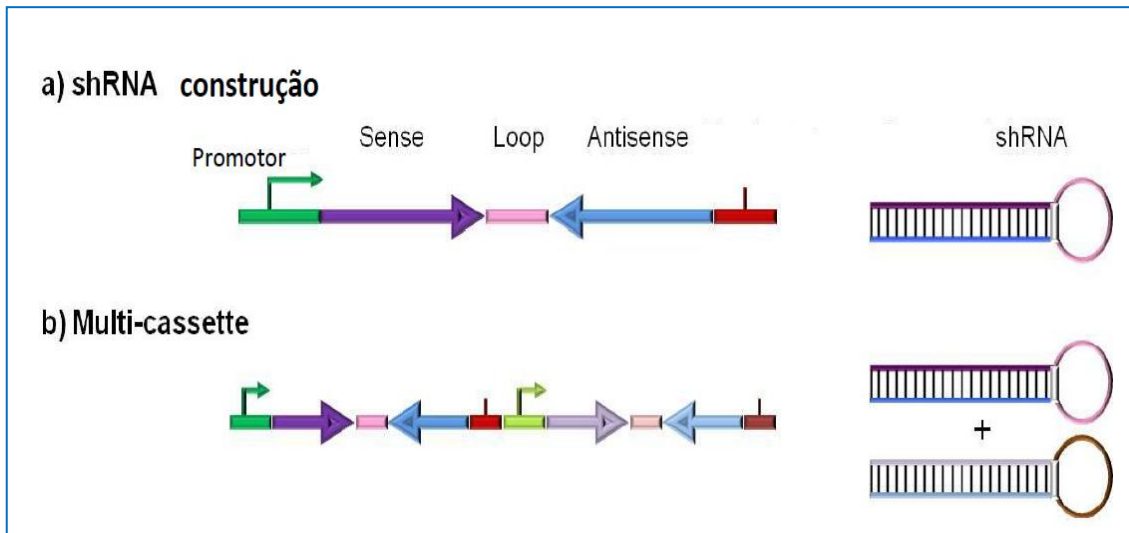 a) shRNA construção
Promotor Sense Loop Antisense shRNA
b) Multi-cassette
+